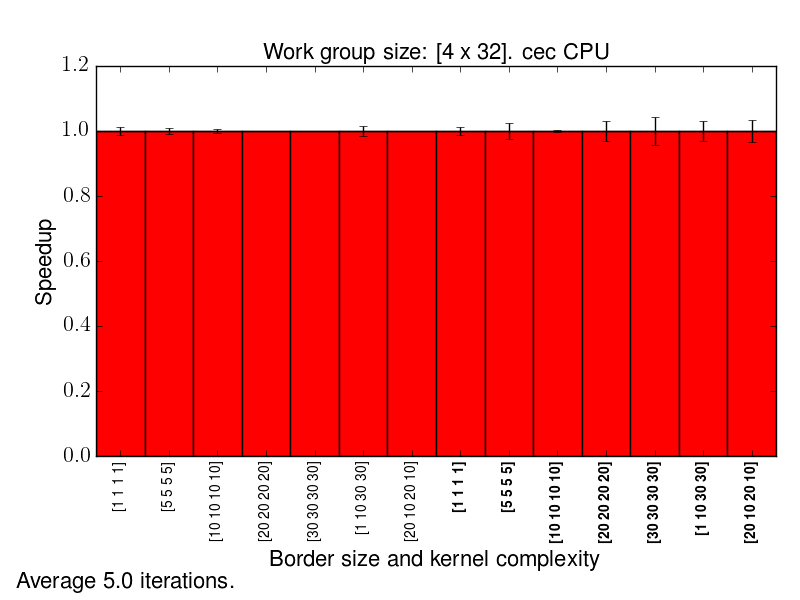 Work group size: [4 x 32]. cec CPU
1.2
1.0
0.8
0.6
0.4
0.2
0.0
Speedup
[1 1 1 1]
[5 5 5 5]
[10 10 10 10]
[20 20 20 20]
[30 30 30 30]
[1 10 30 30]
[20 10 20 10]
[1 1 1 1]
[5 5 5 5]
[10 10 10 10]
[20 20 20 20]
[30 30 30 30]
[1 10 30 30]
[20 10 20 10]
Border size and kernel complexity
Average 5.0 iterations.